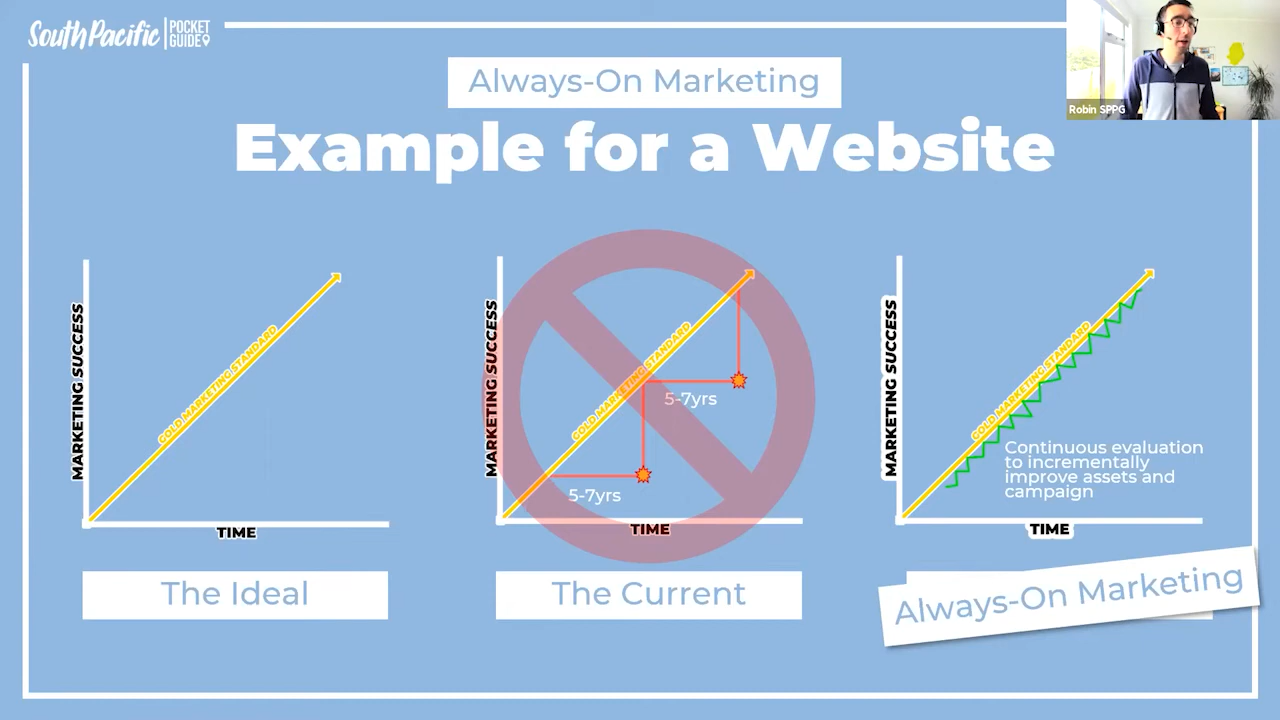 South Pacific
POCKET
GUIDE
Robin SPPG
Always-On Marketing
Example for a Website
MARKETING SUCCESS
GOLD MARKETING STANDARD
TIME
The Ideal
MARKETING SUCCESS
GOLD MARKETING STANDARD
5-7yrs
5-7yrs
TIME
The Current
MARKETING SUCCESS
GOLD MARKETING STANDARD
Continuous evaluation
to incrementally
improve assets and
campaign
TIME
Always-On Marketing